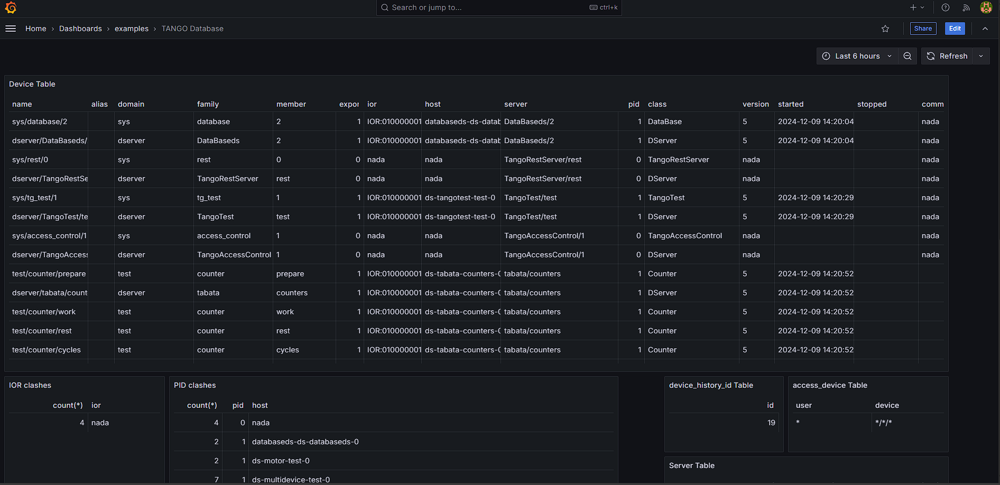 Search or jump to... ctrl+k
Home › Dashboards › examples › TANGO Database Share Edit
Last 6 hours Refresh
Device Table
name alias domain family member expor ior host server pid class version started stopped comm
sys/database/2 sys database 2 1 IOR:010000001 databaseds-ds-datab DataBaseds/2 1 DataBase 5 2024-12-09 14:20:04 nada
dserver/DataBaseds/ dserver DataBaseds 2 1 IOR:010000001 databaseds-ds-datab DataBaseds/2 1 DServer 5 2024-12-09 14:20:04 nada
sys/rest/0 sys rest 0 0 nada nada TangoRestServer/rest 0 TangoRestServer nada nada
dserver/TangoRestSe dserver TangoRestServer rest 0 nada nada TangoRestServer/rest 0 DServer nada nada
sys/tg_test/1 sys tg_test 1 1 IOR:010000001 ds-tangotest-test-0 TangoTest/test 1 TangoTest 5 2024-12-09 14:20:29 nada
dserver/TangoTest/te dserver TangoTest test 1 IOR:010000001 ds-tangotest-test-0 TangoTest/test 1 DServer 5 2024-12-09 14:20:29 nada
sys/access_control/1 sys access_control 1 0 nada nada TangoAccessControl/1 0 TangoAccessControl nada nada
dserver/TangoAccess dserver TangoAccessControl 1 0 nada nada TangoAccessControl/1 0 DServer nada nada
test/counter/prepare test counter prepare 1 IOR:010000001 ds-tabata-counters-0 tabata/counters 1 Counter 5 2024-12-09 14:20:52
dserver/tabata/count dserver tabata counters 1 IOR:010000001 ds-tabata-counters-0 tabata/counters 1 DServer 5 2024-12-09 14:20:52
test/counter/work test counter work 1 IOR:010000001 ds-tabata-counters-0 tabata/counters 1 Counter 5 2024-12-09 14:20:52
test/counter/rest test counter rest 1 IOR:010000001 ds-tabata-counters-0 tabata/counters 1 Counter 5 2024-12-09 14:20:52
test/counter/cycles test counter cycles 1 IOR:010000001 ds-tabata-counters-0 tabata/counters 1 Counter 5 2024-12-09 14:20:52
IOR clashes
count(*) ior
4 nada
PID clashes
count(*) pid host
4 0 nada
2 1 databaseds-ds-databaseds-0
2 1 ds-motor-test-0
7 1 ds-multidevice-test-0
device_history_id Table
id
19
access_device Table
user device
* */*/*
Server Table